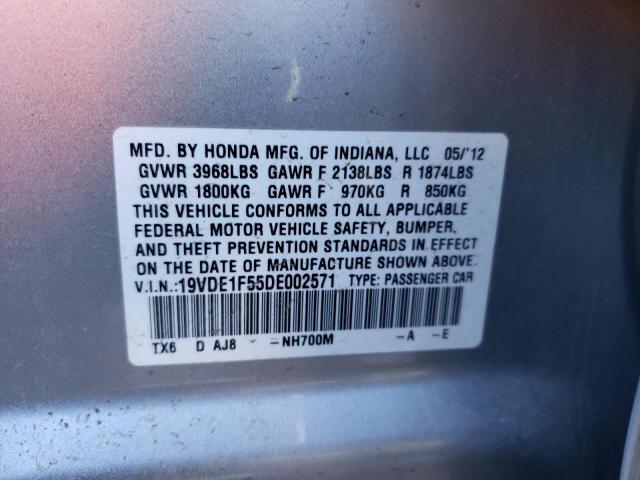 MFD. BY HONDA MFG. OF INDIANA, LLC 05/'12
GVWR 3968LBS GAWR F 2138LBS R 1874LBS
GVWR 1800KG GAWR F 970KG R 850KG
THIS VEHICLE CONFORMS TO ALL APPLICABLE
FEDERAL MOTOR VEHICLE SAFETY, BUMPER,
AND THEFT PREVENTION STANDARDS IN EFFECT
ON THE DATE OF MANUFACTURE SHOWN ABOVE.
V.I.N.:19VDE1F55DE002571 TYPE: PASSENGER CAR
TX6 D AJ8 -NH700M -A -E